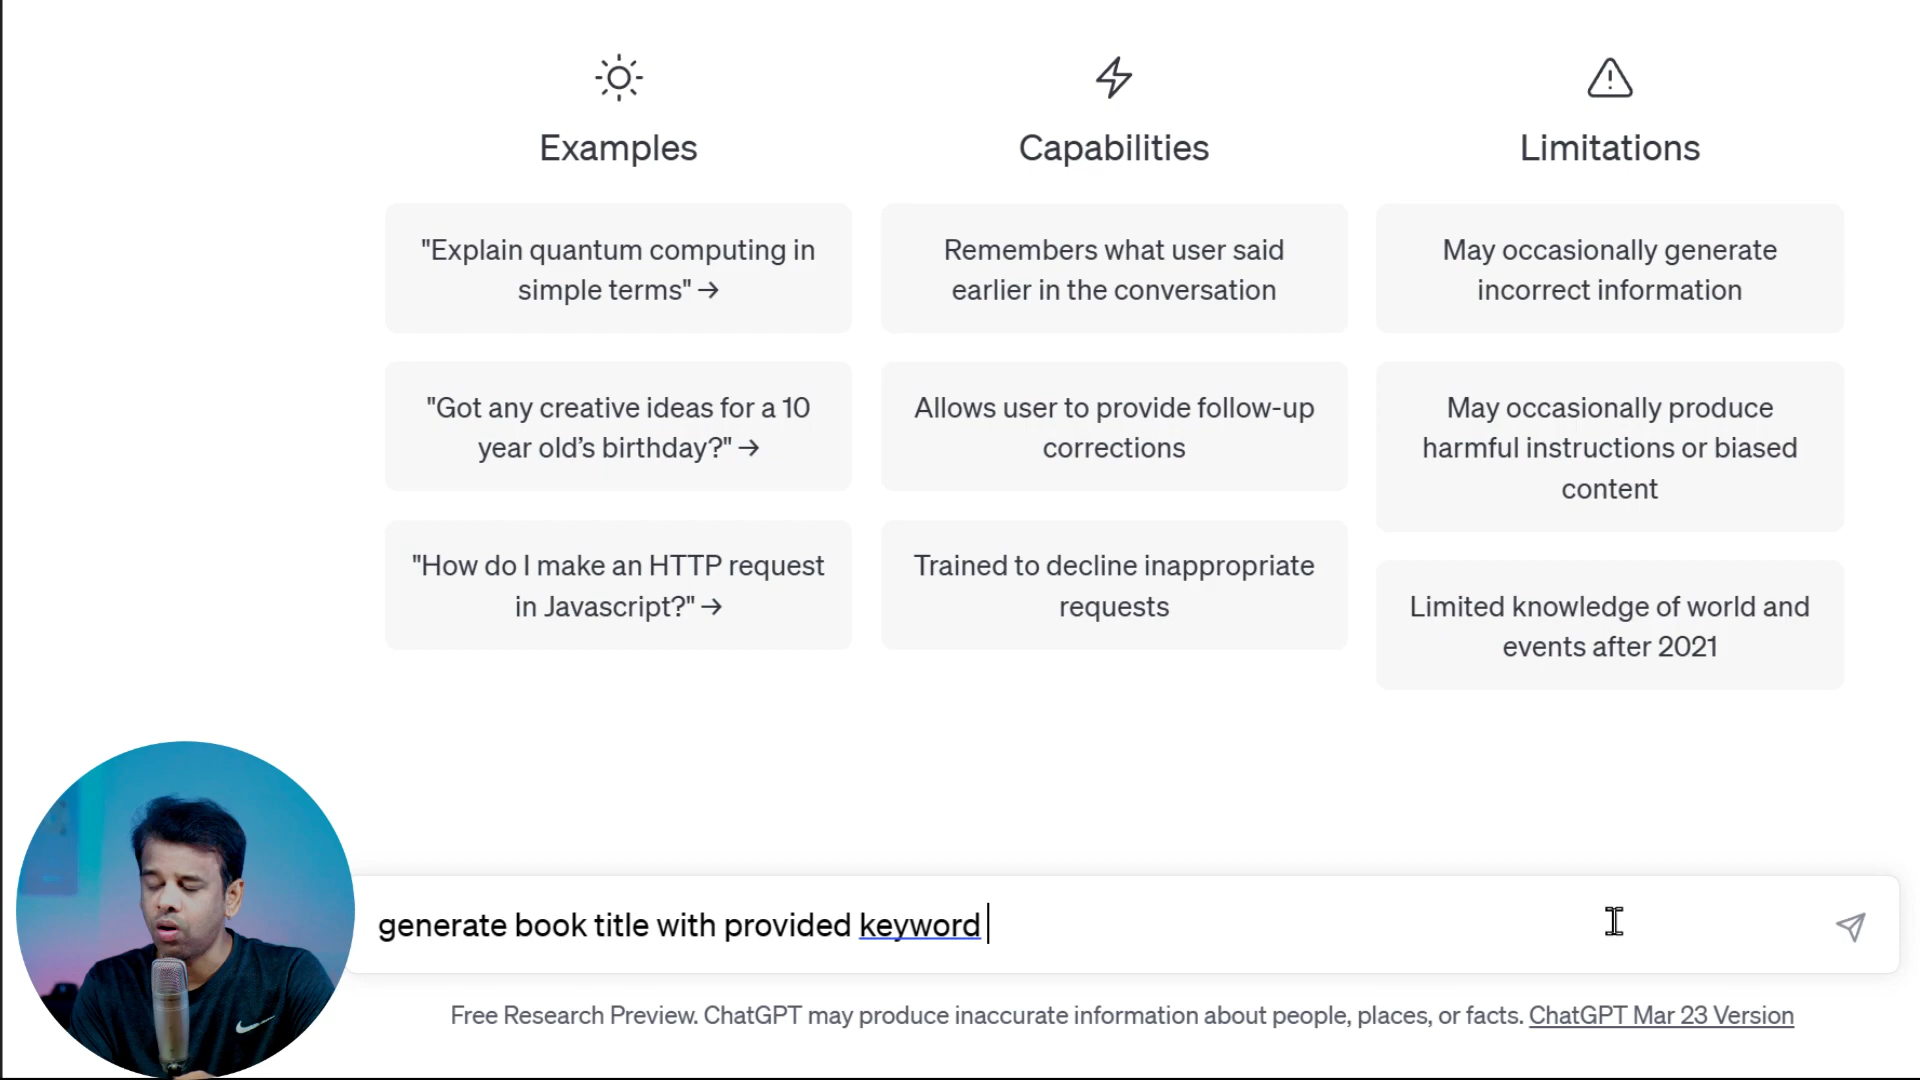 Examples
Capabilities
Limitations
"Explain quantum computing in
simple terms" →
Remembers what user said
earlier in the conversation
May occasionally generate
incorrect information
"Got any creative ideas for a 10
year old’s birthday?" →
Allows user to provide follow-up
corrections
May occasionally produce
harmful instructions or biased
content
"How do I make an HTTP request
in Javascript?" →
Trained to decline inappropriate
requests
Limited knowledge of world and
events after 2021
generate book title with provided keyword
Free Research Preview. ChatGPT may produce inaccurate information about people, places, or facts. ChatGPT Mar 23 Version